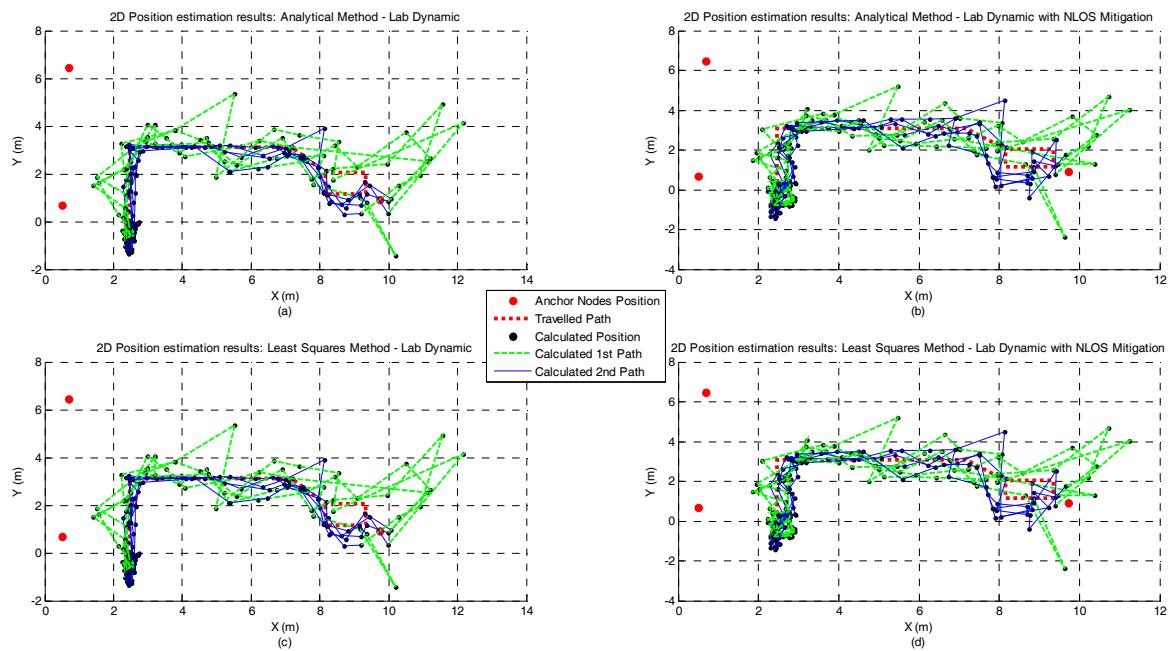 2D Position estimation results: Analytical Method - Lab Dynamic
8
6
4
2
0
-2
Y (m)
0 2 4 6 8 10 12 14
X (m)
(a)
2D Position estimation results: Analytical Method - Lab Dynamic with NLOS Mitigation
8
6
4
2
0
-2
-4
Y (m)
0 2 4 6 8 10 12
X (m)
(b)
Anchor Nodes Position
Travelled Path
Calculated Position
Calculated 1st Path
Calculated 2nd Path
2D Position estimation results: Least Squares Method - Lab Dynamic
8
6
4
2
0
-2
Y (m)
0 2 4 6 8 10 12 14
X (m)
(c)
2D Position estimation results: Least Squares Method - Lab Dynamic with NLOS Mitigation
8
6
4
2
0
-2
-4
Y (m)
0 2 4 6 8 10 12
X (m)
(d)